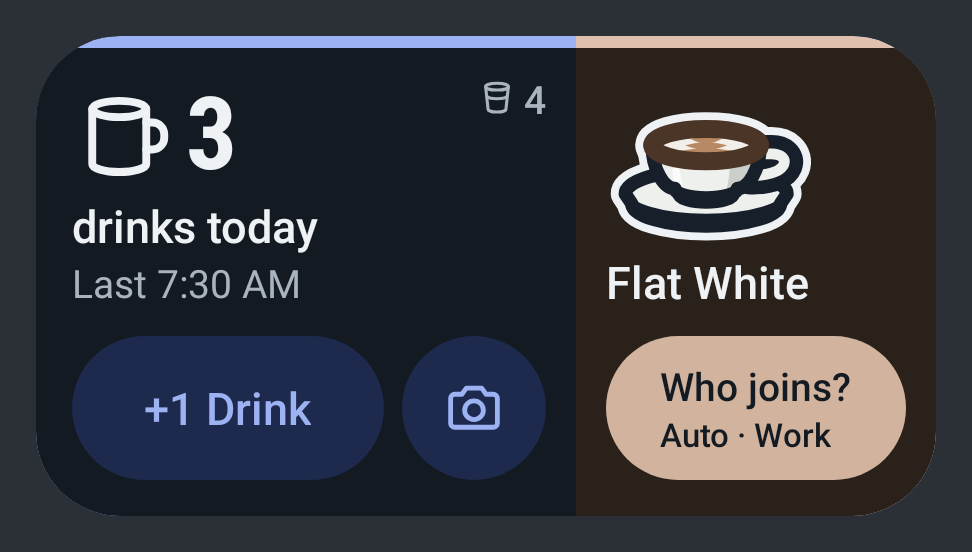 3
4
drinks today
Last 7:30 AM
+1 Drink
Flat White
Who joins?
Auto · Work